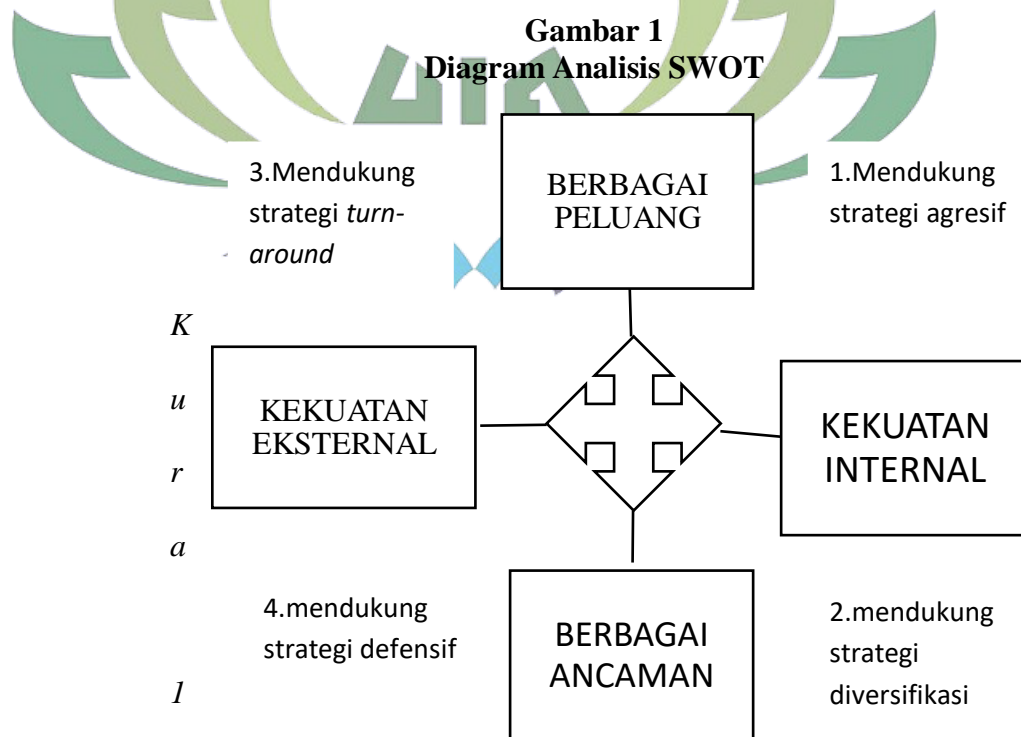 Gambar 1
Diagram Analisis SWOT
3.Mendukung
strategi turn-
around
BERBAGAI
PELUANG
1.Mendukung
strategi agresif
K
u
r
a
1
KEKUATAN
EKSTERNAL
KEKUATAN
INTERNAL
4.mendukung
strategi defensif
BERBAGAI
ANCAMAN
2.mendukung
strategi
diversifikasi